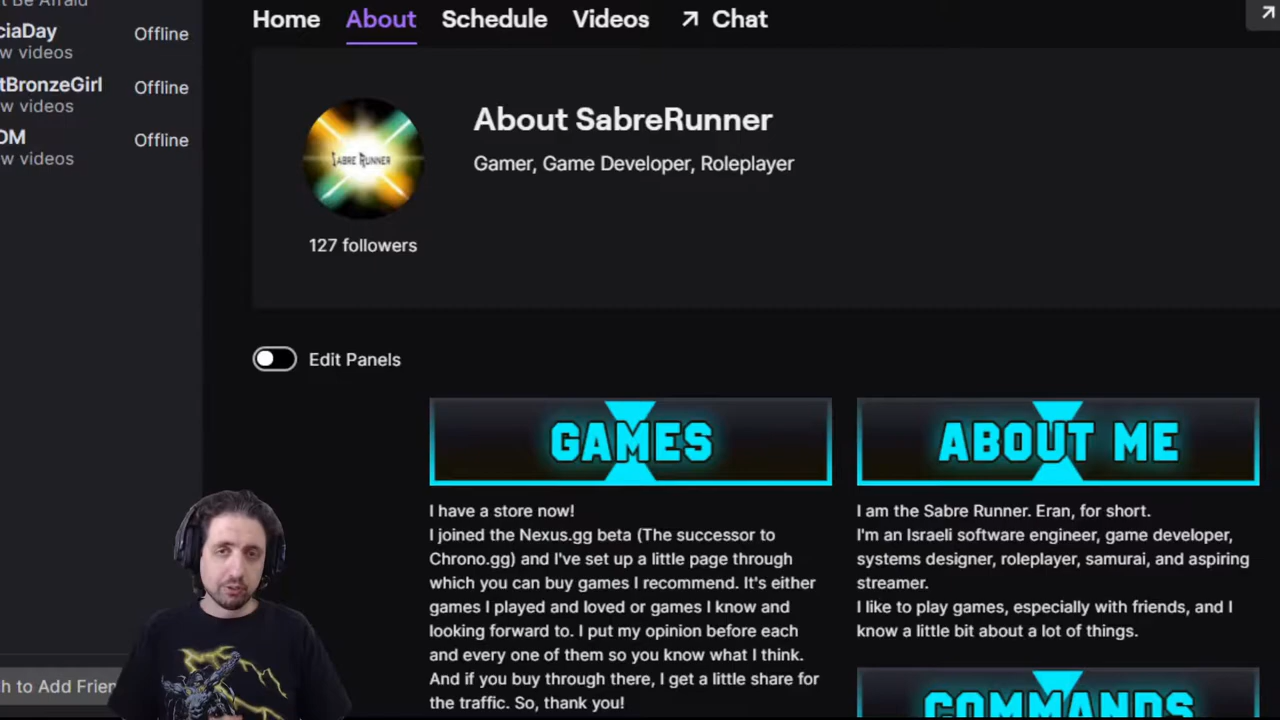 t Be Afraid
Home About Schedule Videos Chat
ciaDay Offline
w videos
tBronzeGirl Offline
w videos
OM Offline
w videos
About SabreRunner
Gamer, Game Developer, Roleplayer
SABRE RUNNER
127 followers
Edit Panels
GAMES
I have a store now!
I joined the Nexus.gg beta (The successor to
Chrono.gg) and I've set up a little page through
which you can buy games I recommend. It's either
games I played and loved or games I know and
looking forward to. I put my opinion before each
and every one of them so you know what I think.
And if you buy through there, I get a little share for
the traffic. So, thank you!
ABOUT ME
I am the Sabre Runner. Eran, for short.
I'm an Israeli software engineer, game developer,
systems designer, roleplayer, samurai, and aspiring
streamer.
I like to play games, especially with friends, and I
know a little bit about a lot of things.
COMMANDS
h to Add Frien